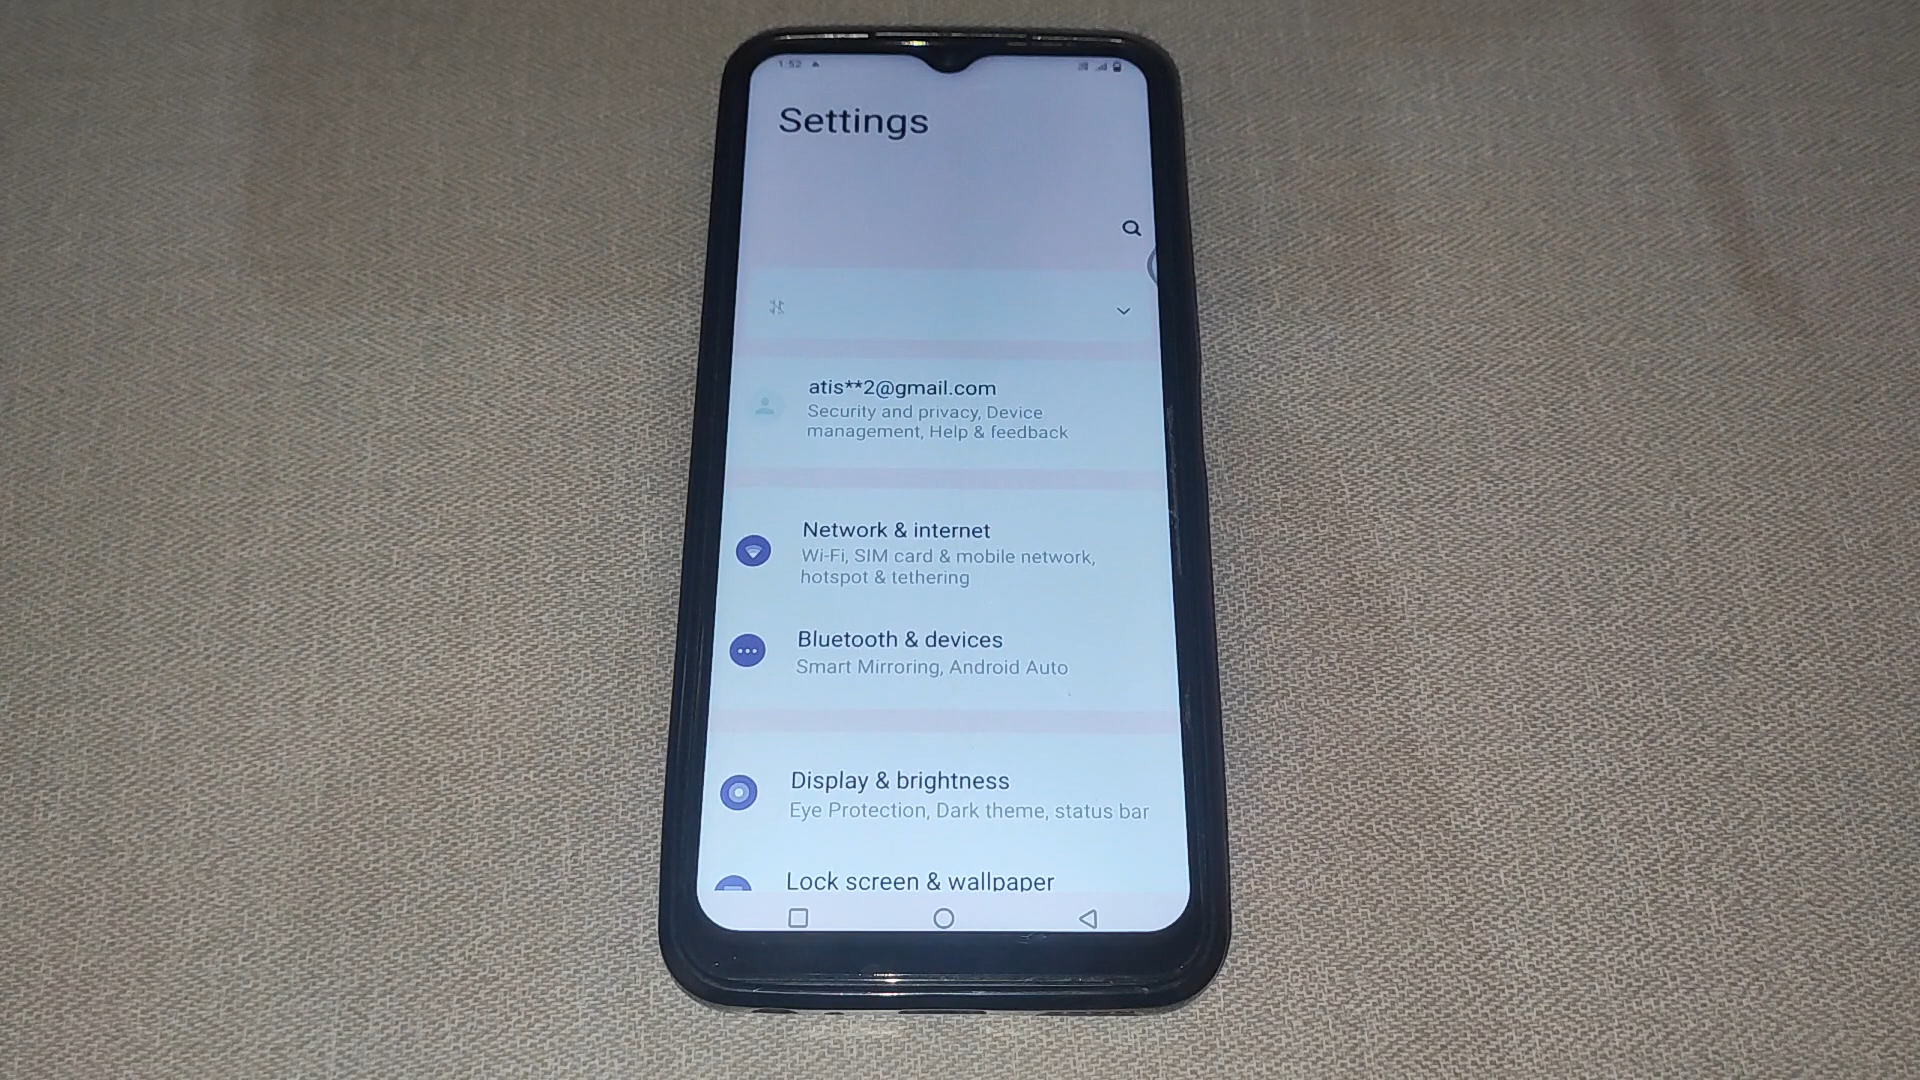 1:52
Settings
atis**2@gmail.com
Security and privacy, Device
management, Help & feedback
Network & internet
Wi-Fi, SIM card & mobile network,
hotspot & tethering
Bluetooth & devices
Smart Mirroring, Android Auto
Display & brightness
Eye Protection, Dark theme, status bar
Lock screen & wallpaper